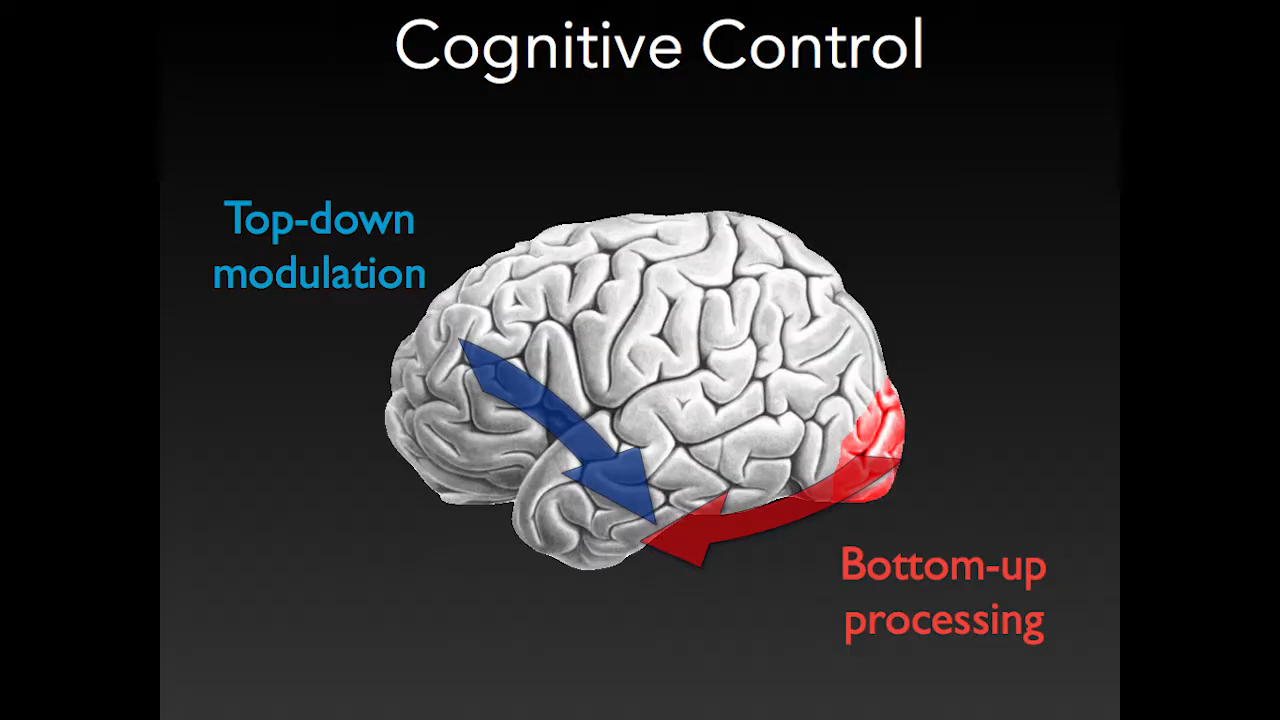 Cognitive Control
Top-down
modulation
Bottom-up
processing